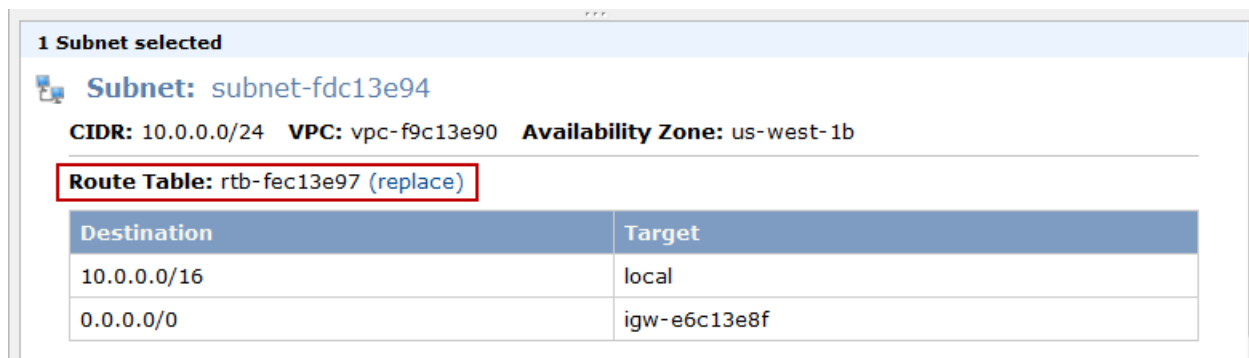 1 Subnet selected
Subnet: subnet-fdc13e94
CIDR: 10.0.0.0/24 VPC: vpc-f9c13e90 Availability Zone: us-west-1b
Route Table: rtb-fec13e97 (replace)
Destination Target
10.0.0.0/16 local
0.0.0.0/0 igw-e6c13e8f